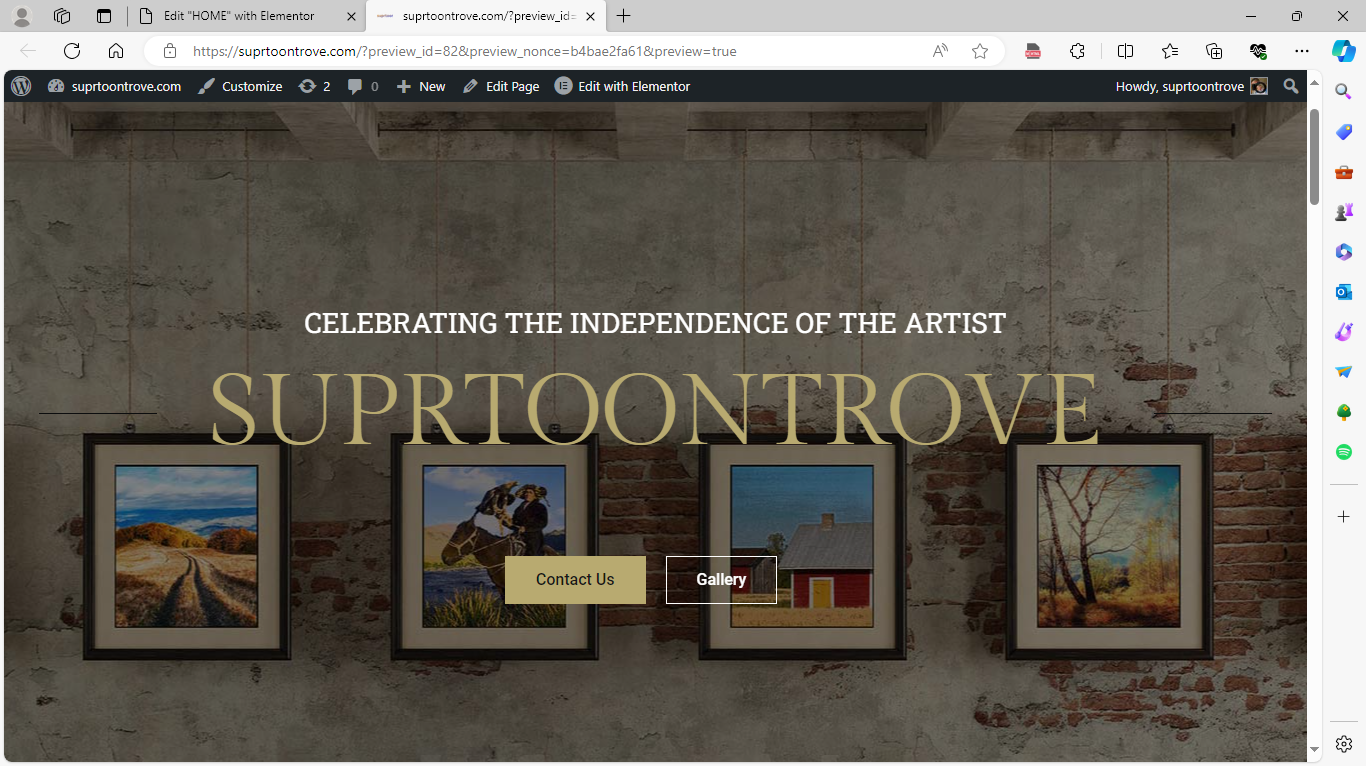 Edit "HOME" with Elementor
suprtoontrove.com/?preview_id=
https://suprtoontrove.com/?preview_id=82&preview_nonce=b4bae2fa61&preview=true
suprtoontrove.com Customize 2 0 New Edit Page Edit with Elementor Howdy, suprtoontrove
CELEBRATING THE INDEPENDENCE OF THE ARTIST
SUPRTOONTROVE
Contact Us
Gallery